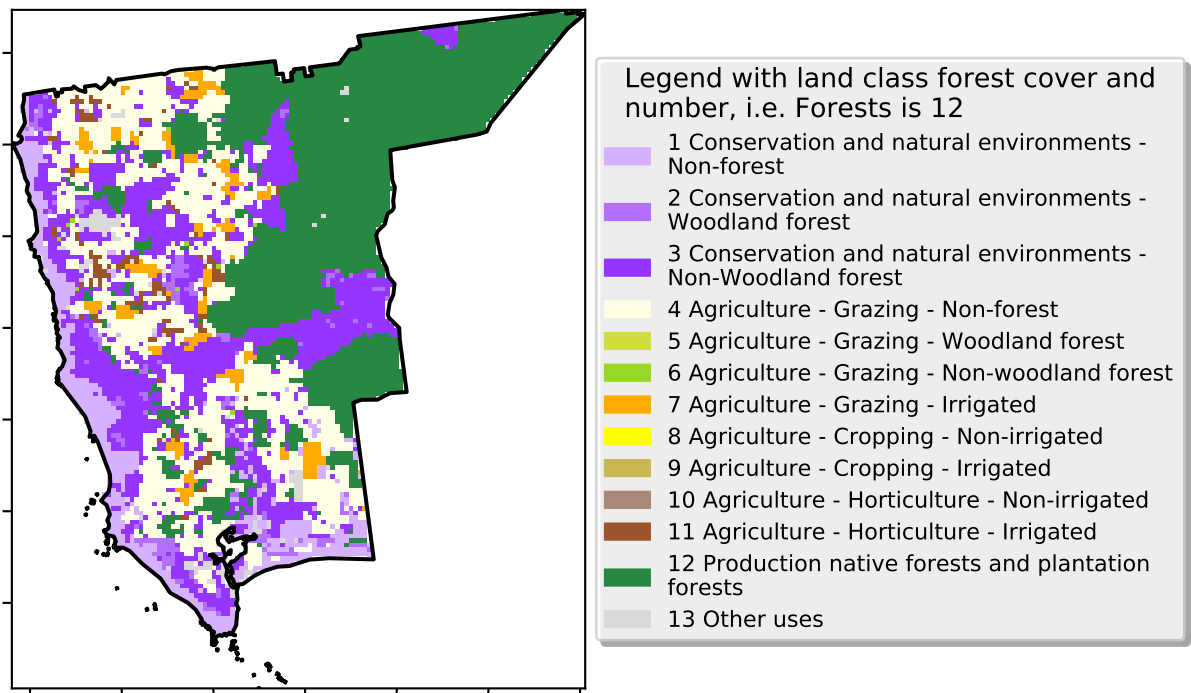 Legend with land class forest cover and
number, i.e. Forests is 12
1 Conservation and natural environments -
Non-forest
2 Conservation and natural environments -
Woodland forest
3 Conservation and natural environments -
Non-Woodland forest
4 Agriculture - Grazing - Non-forest
5 Agriculture - Grazing - Woodland forest
6 Agriculture - Grazing - Non-woodland forest
7 Agriculture - Grazing - Irrigated
8 Agriculture - Cropping - Non-irrigated
9 Agriculture - Cropping - Irrigated
10 Agriculture - Horticulture - Non-irrigated
11 Agriculture - Horticulture - Irrigated
12 Production native forests and plantation
forests
13 Other uses